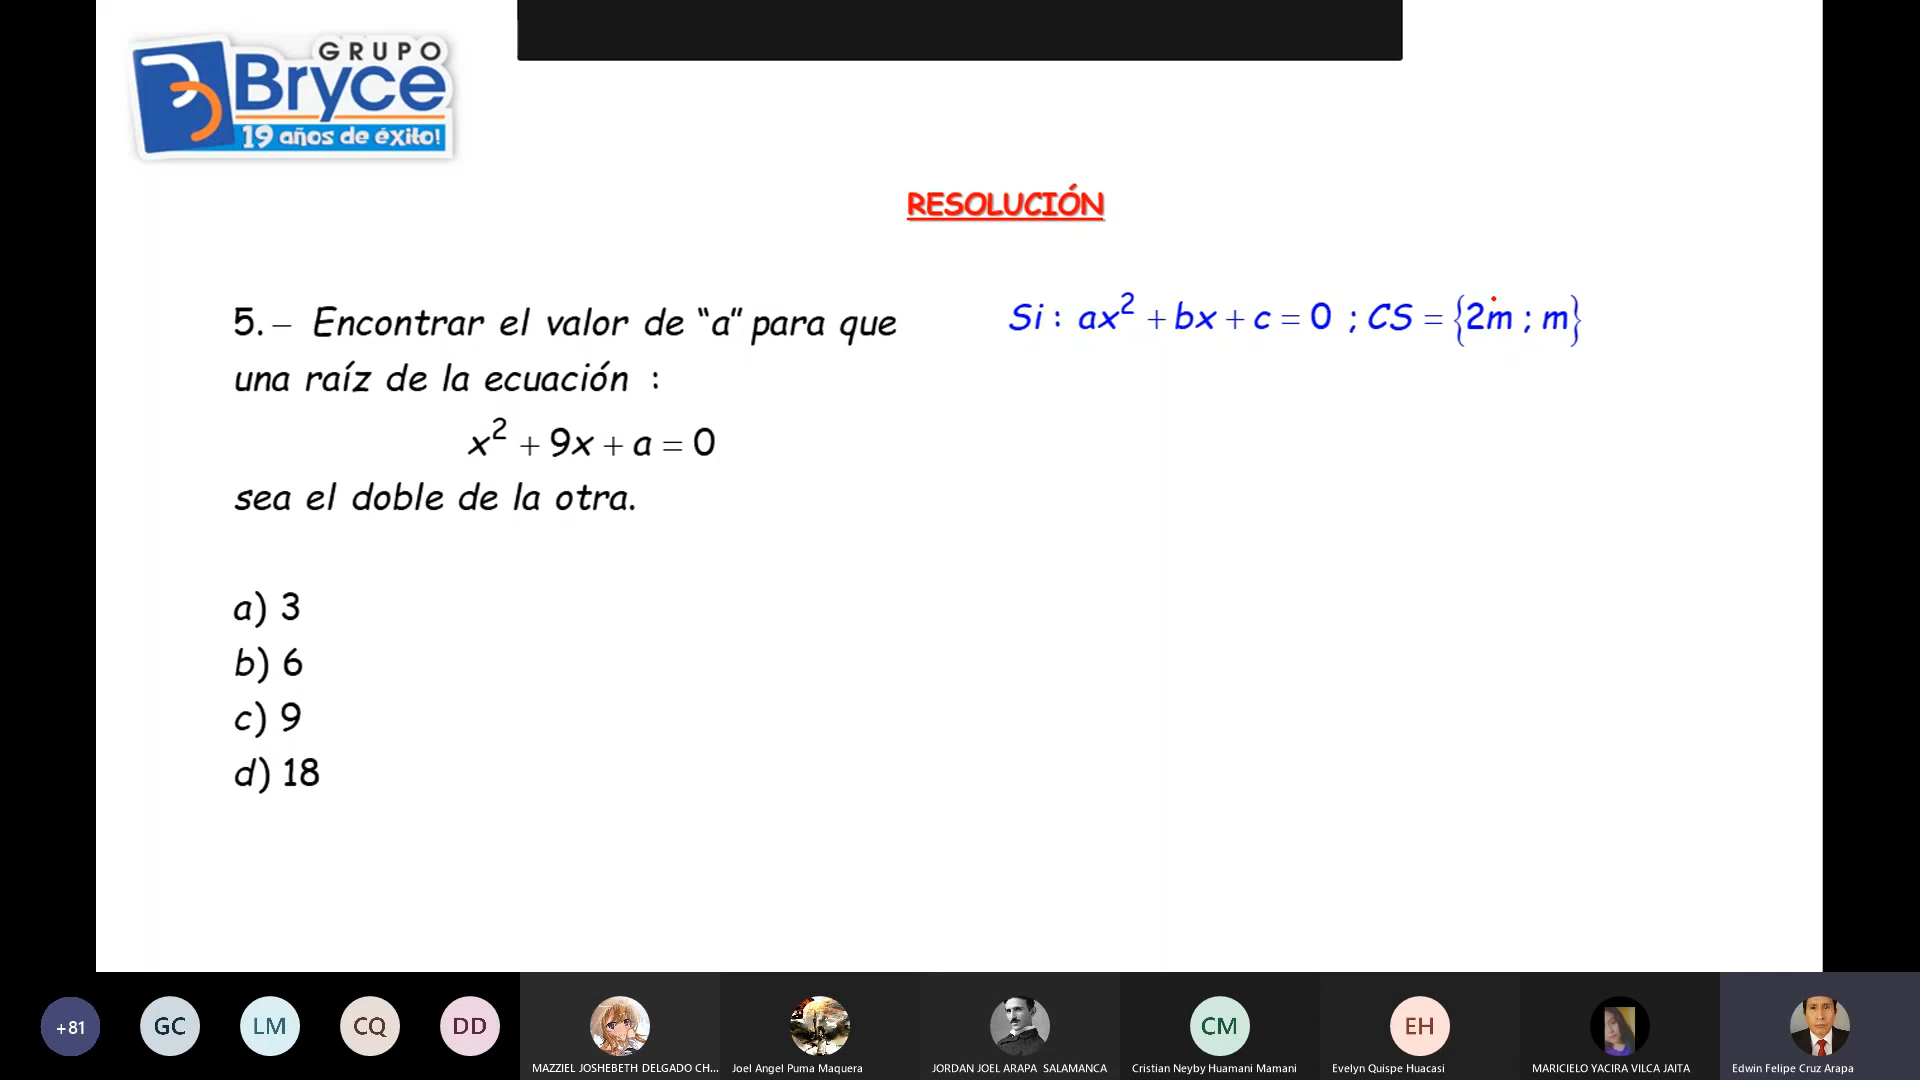 GRUPO
Bryce
19 años de éxito!
RESOLUCIÓN
5. – Encontrar el valor de “a” para que
una raíz de la ecuación :
x² + 9x + a = 0
sea el doble de la otra.
a) 3
b) 6
c) 9
d) 18
Si : ax² + bx + c = 0 ; CS = {2m ; m}
+81
GC
LM
CQ
DD
CM
EH
MAZZIEL JOSHEBETH DELGADO CH...
Joel Angel Puma Maquera
JORDAN JOEL ARAPA SALAMANCA
Cristian Neyby Huamani Mamani
Evelyn Quispe Huacasi
MARICIELO YACIRA VILCA JAITA
Edwin Felipe Cruz Arapa